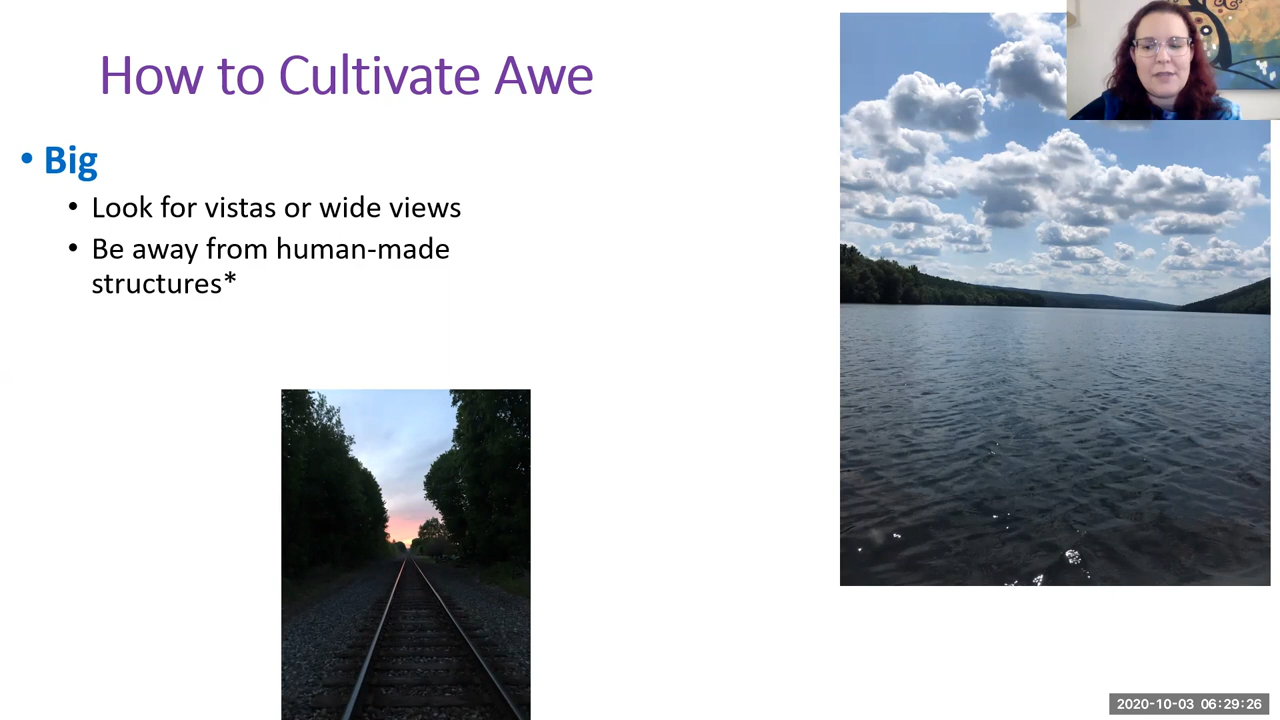 How to Cultivate Awe
• Big
• Look for vistas or wide views
• Be away from human-made
structures*
2020-10-03 06:29:26